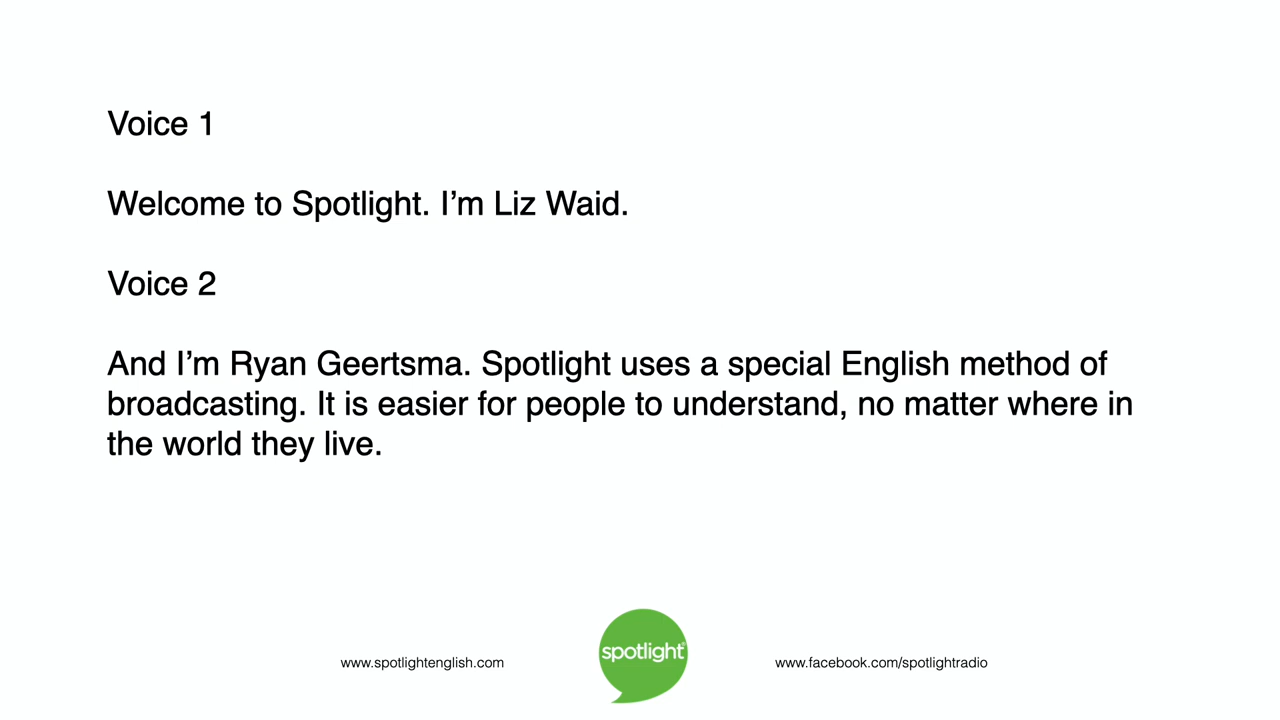 Voice 1
Welcome to Spotlight. I’m Liz Waid.
Voice 2
And I’m Ryan Geertsma. Spotlight uses a special English method of
broadcasting. It is easier for people to understand, no matter where in
the world they live.
www.spotlightenglish.com
spotlight®
www.facebook.com/spotlightradio